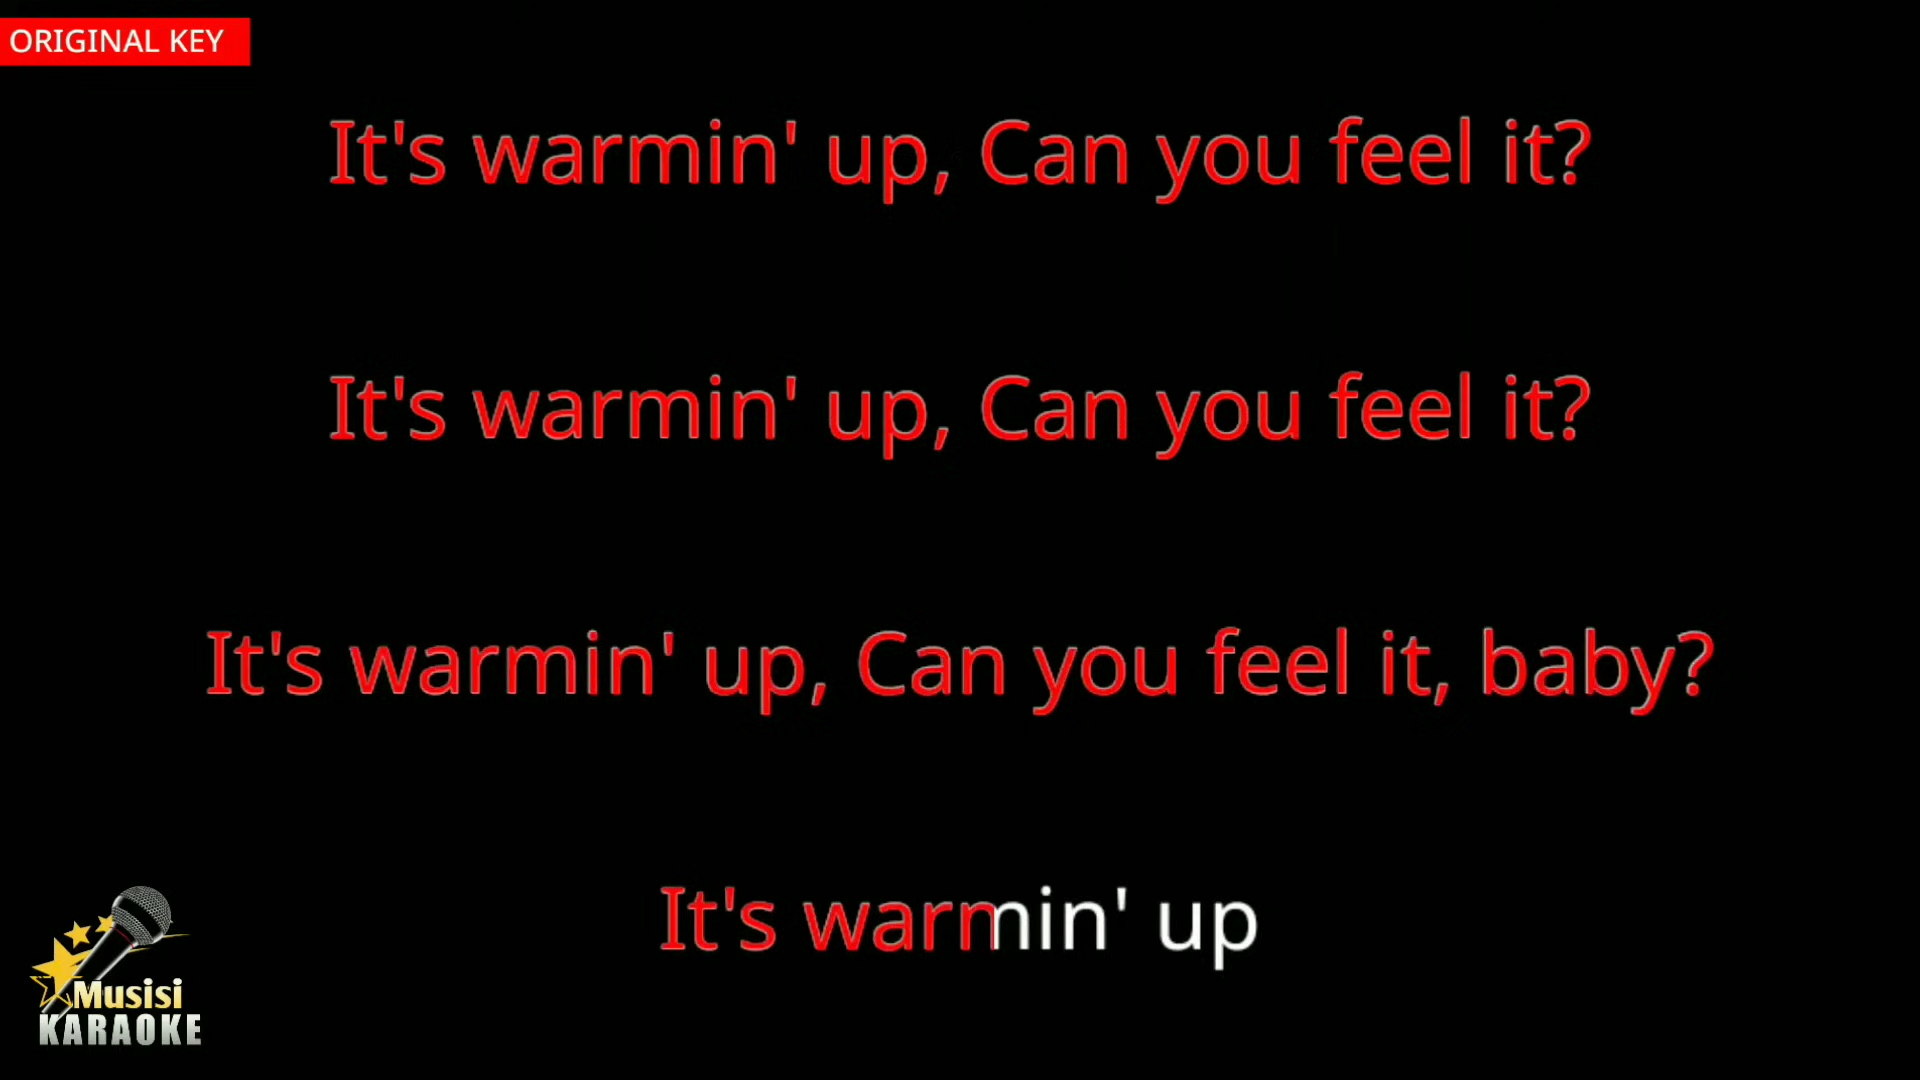 ORIGINAL KEY
It's warmin' up, Can you feel it?
It's warmin' up, Can you feel it?
It's warmin' up, Can you feel it, baby?
It's warmin' up
Musisi
KARAOKE